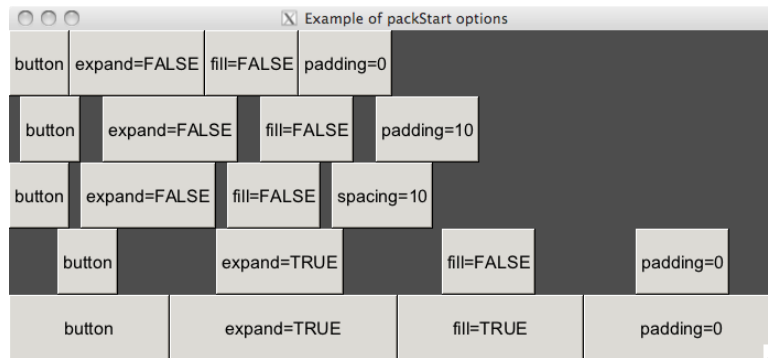 Example of packStart options
button expand=FALSE fill=FALSE padding=0
button expand=FALSE fill=FALSE padding=10
button expand=FALSE fill=FALSE spacing=10
button expand=TRUE fill=FALSE padding=0
button expand=TRUE fill=TRUE padding=0